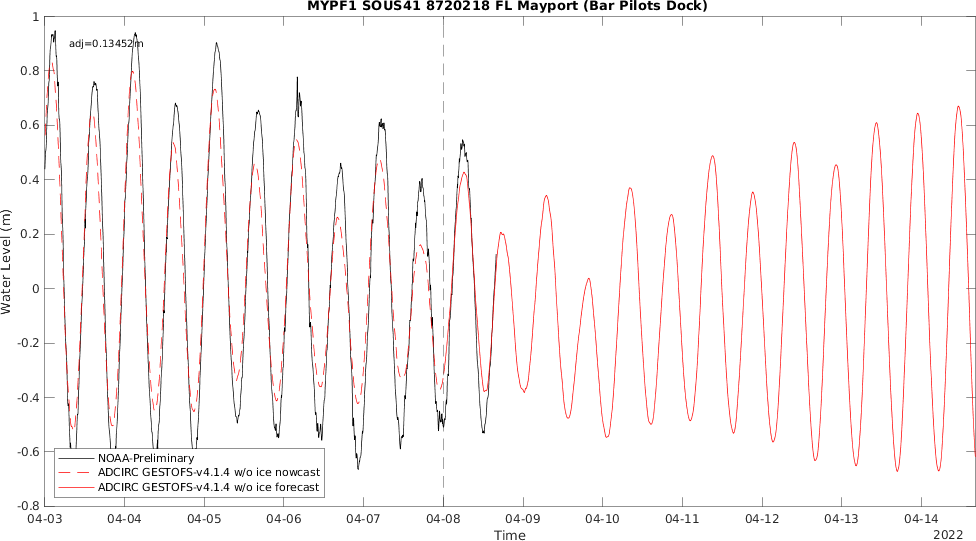 MYPF1 SOUS41 8720218 FL Mayport (Bar Pilots Dock)
adj=0.13452m
Water Level (m)
1
0.8
0.6
0.4
0.2
0
-0.2
-0.4
-0.6
-0.8
NOAA-Preliminary
ADCIRC GESTOFS-v4.1.4 w/o ice nowcast
ADCIRC GESTOFS-v4.1.4 w/o ice forecast
04-03 04-04 04-05 04-06 04-07 04-08 04-09 04-10 04-11 04-12 04-13 04-14
Time
2022